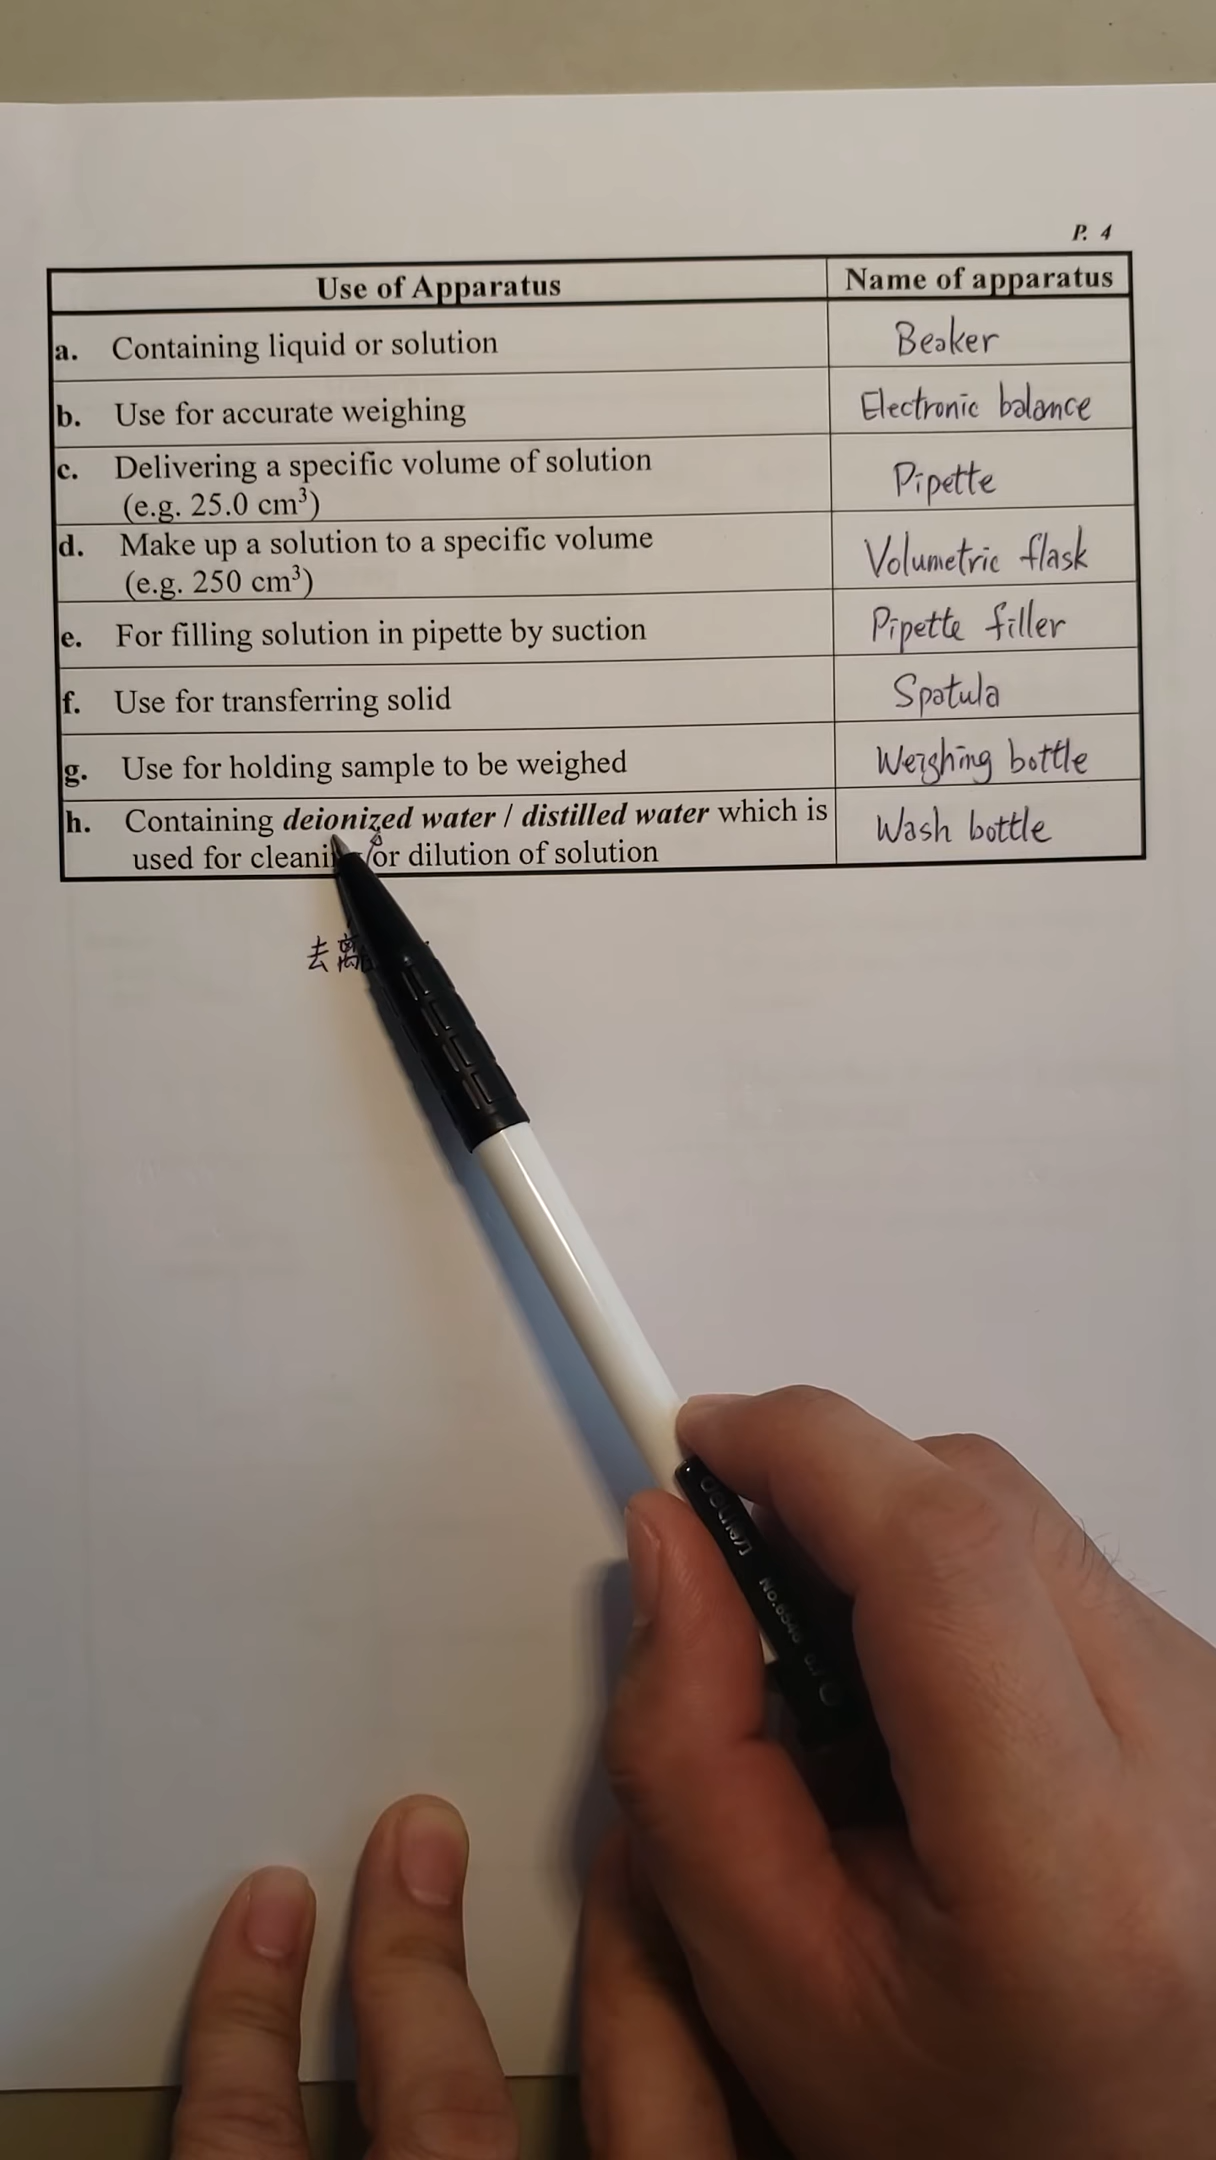 P. 4
Use of Apparatus Name of apparatus
a. Containing liquid or solution Beaker
b. Use for accurate weighing Electronic balance
c. Delivering a specific volume of solution
(e.g. 25.0 cm³) Pipette
d. Make up a solution to a specific volume
(e.g. 250 cm³) Volumetric flask
e. For filling solution in pipette by suction Pipette filler
f. Use for transferring solid Spatula
g. Use for holding sample to be weighed Weighing bottle
h. Containing deionized water / distilled water which is
used for or dilution of solution Wash bottle
去離
deli